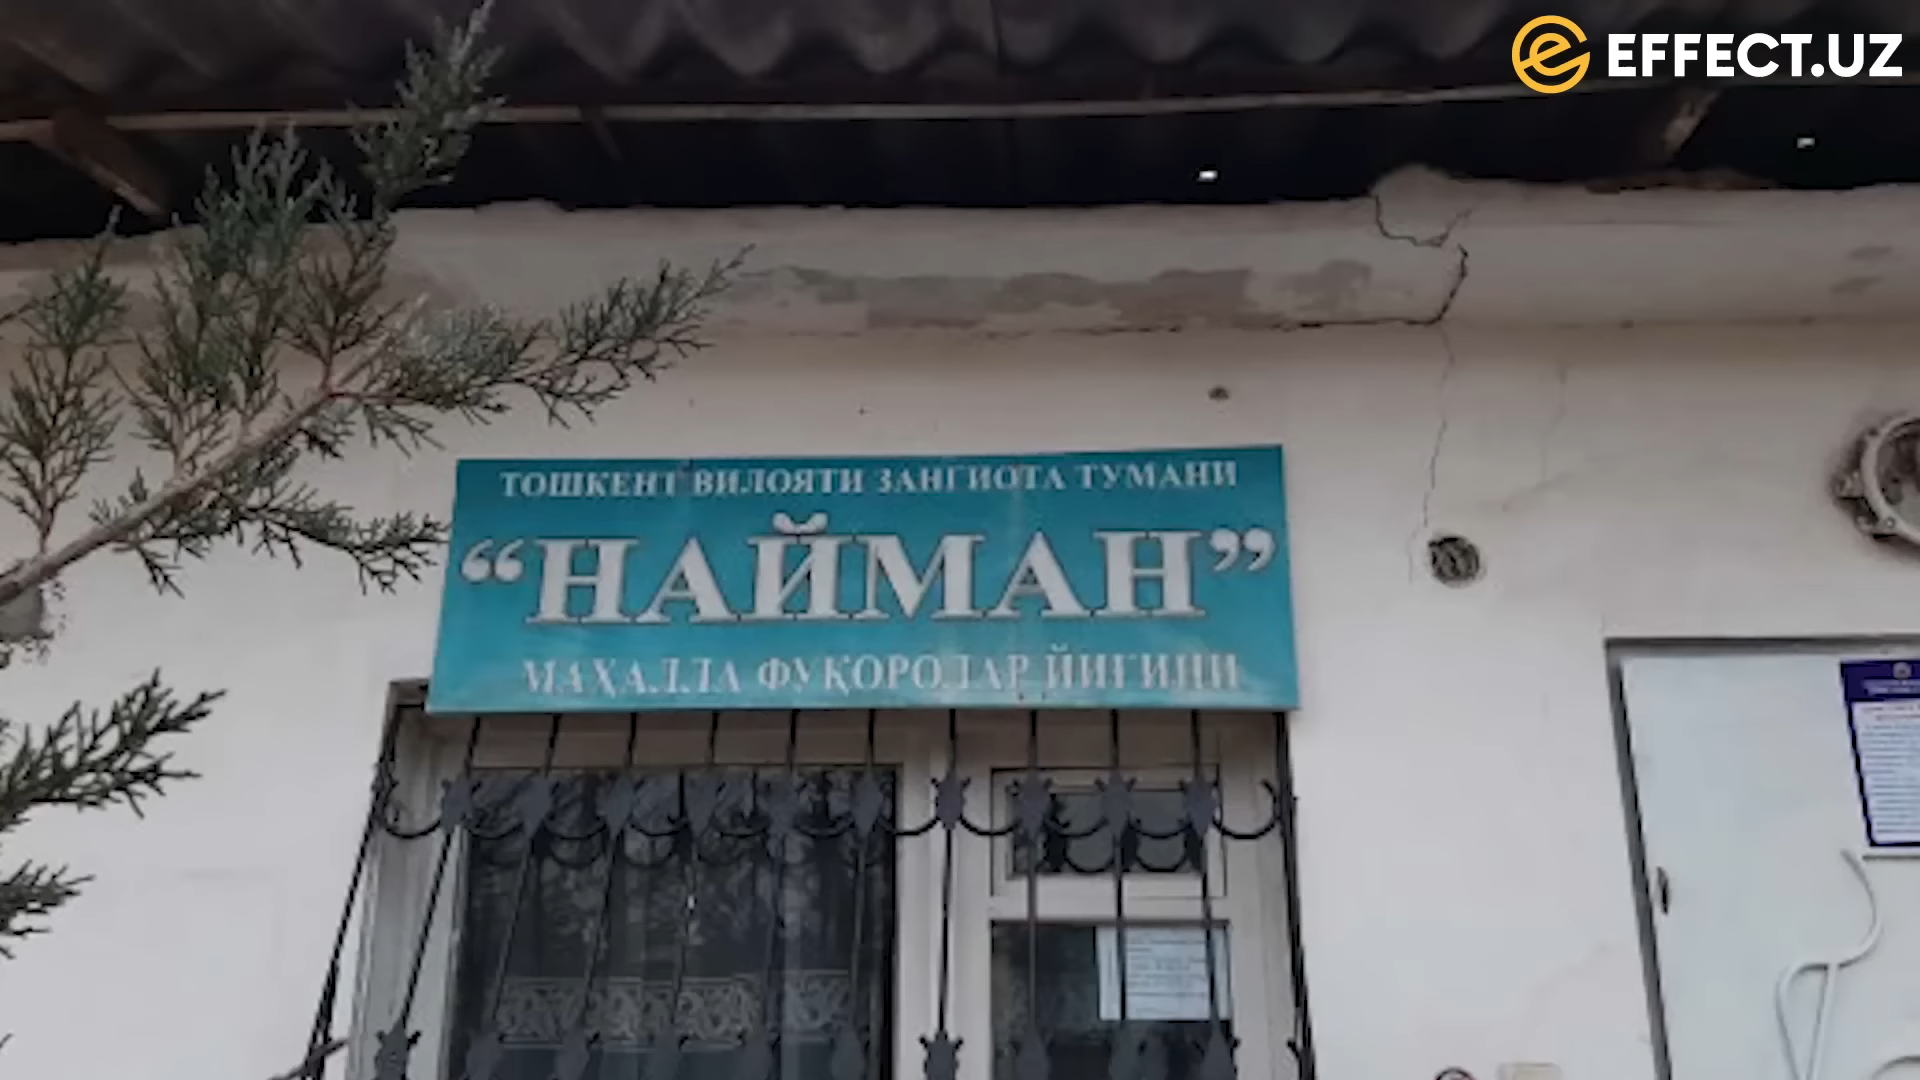 EFFECT.UZ
ТОШКЕНТ ВИЛОЯТИ ЗАНГИОТА ТУМАНИ
“НАЙМАН”
МАҲАЛЛА ФУҚОРОЛАР ЙИҒИНИ